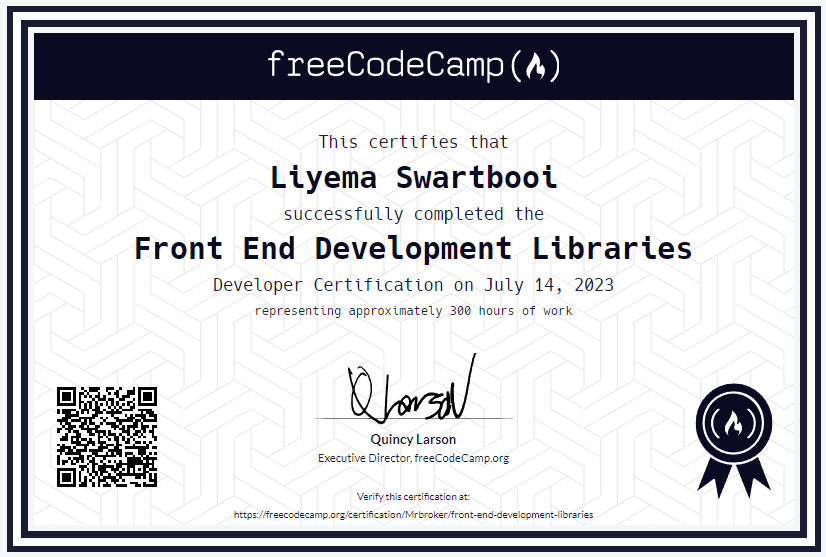 freeCodeCamp
This certifies that
Liyema Swartbooi
successfully completed the
Front End Development Libraries
Developer Certification on July 14, 2023
representing approximately 300 hours of work
Q Larson
Quincy Larson
Executive Director, freeCodeCamp.org
Verify this certification at:
https://freecodecamp.org/certification/Mrbroker/front-end-development-libraries